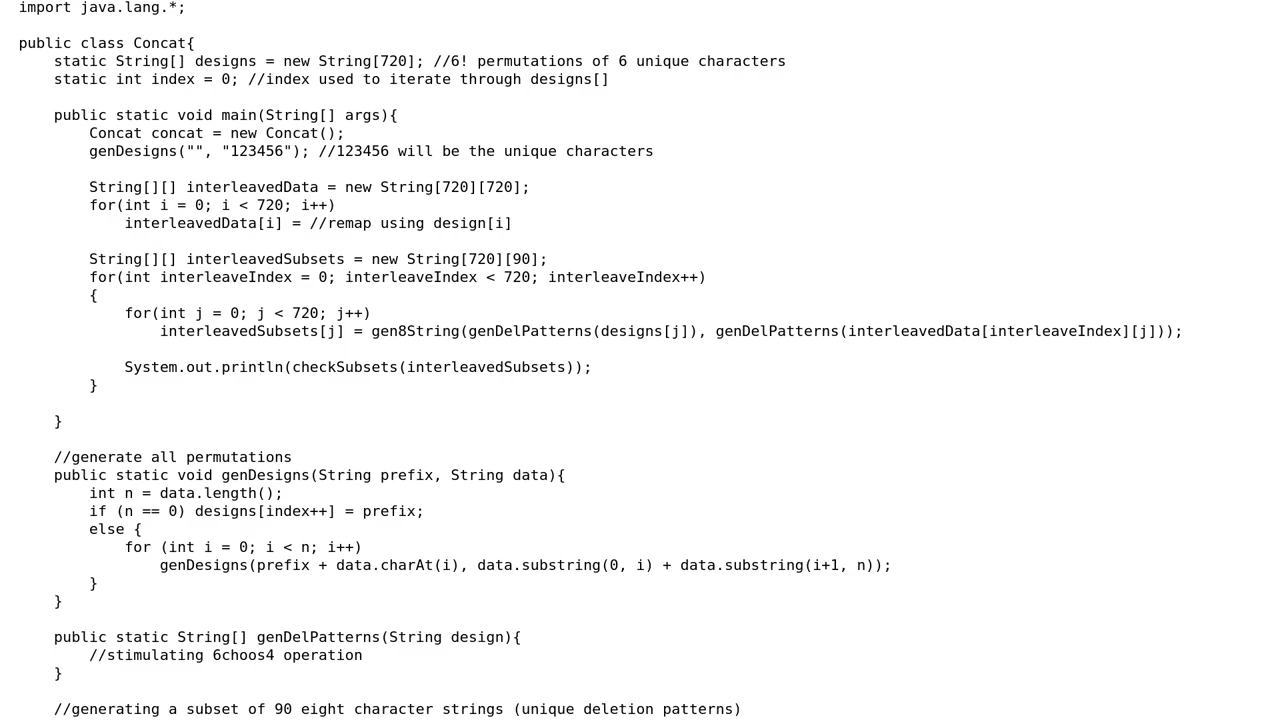 import java.lang.*;
public class Concat{
static String[] designs = new String[720]; //6! permutations of 6 unique characters
static int index = 0; //index used to iterate through designs[]
public static void main(String[] args){
Concat concat = new Concat();
genDesigns("", "123456"); //123456 will be the unique characters
String[][] interleavedData = new String[720][720];
for(int i = 0; i < 720; i++)
interleavedData[i] = //remap using design[i]
String[][] interleavedSubsets = new String[720][90];
for(int interleaveIndex = 0; interleaveIndex < 720; interleaveIndex++)
{
for(int j = 0; j < 720; j++)
interleavedSubsets[j] = gen8String(genDelPatterns(designs[j]), genDelPatterns(interleavedData[interleaveIndex][j]));
System.out.println(checkSubsets(interleavedSubsets));
}
}
//generate all permutations
public static void genDesigns(String prefix, String data){
int n = data.length();
if (n == 0) designs[index++] = prefix;
else {
for (int i = 0; i < n; i++)
genDesigns(prefix + data.charAt(i), data.substring(0, i) + data.substring(i+1, n));
}
}
public static String[] genDelPatterns(String design){
//stimulating 6choos4 operation
}
//generating a subset of 90 eight character strings (unique deletion patterns)